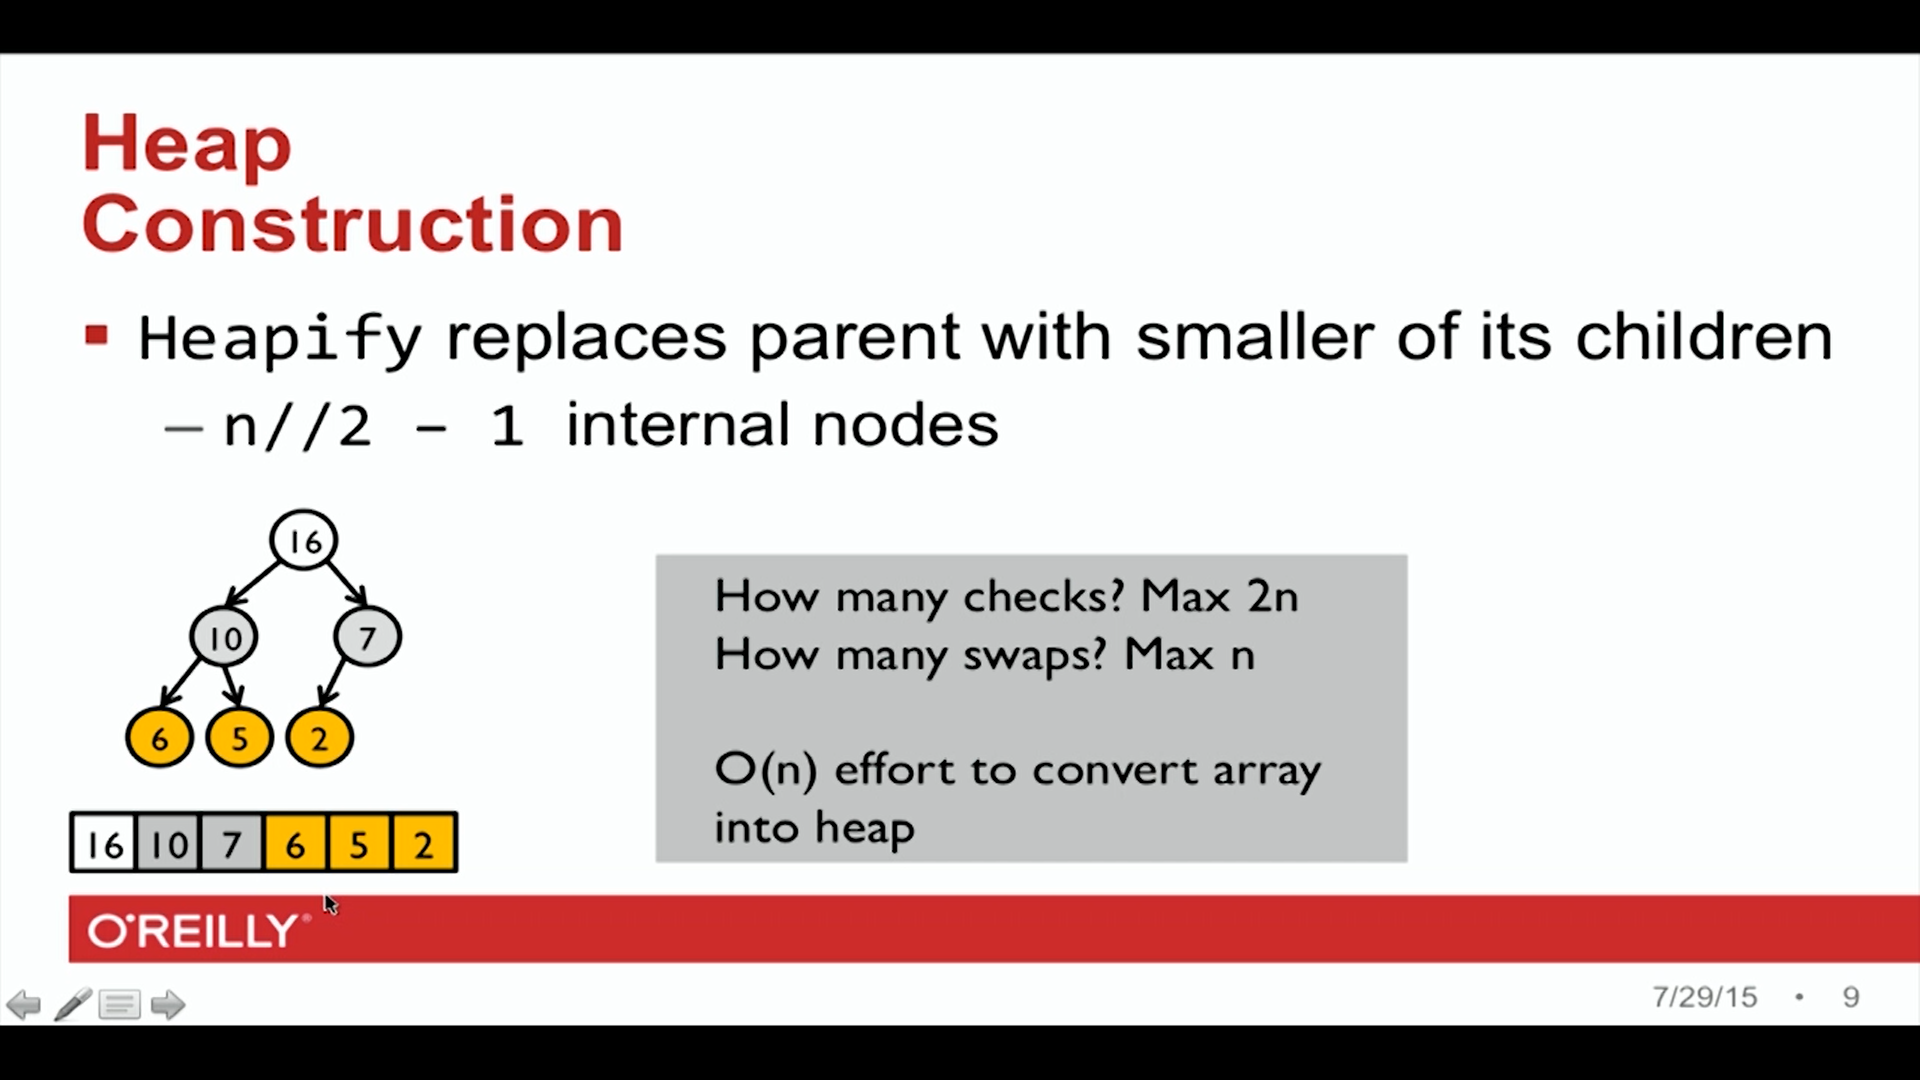 Heap
Construction
▪ Heapify replaces parent with smaller of its children
– n//2 – 1 internal nodes
16
10 7
6 5 2
16 10 7 6 5 2
How many checks? Max 2n
How many swaps? Max n
O(n) effort to convert array
into heap
O'REILLY®
7/29/15 • 9